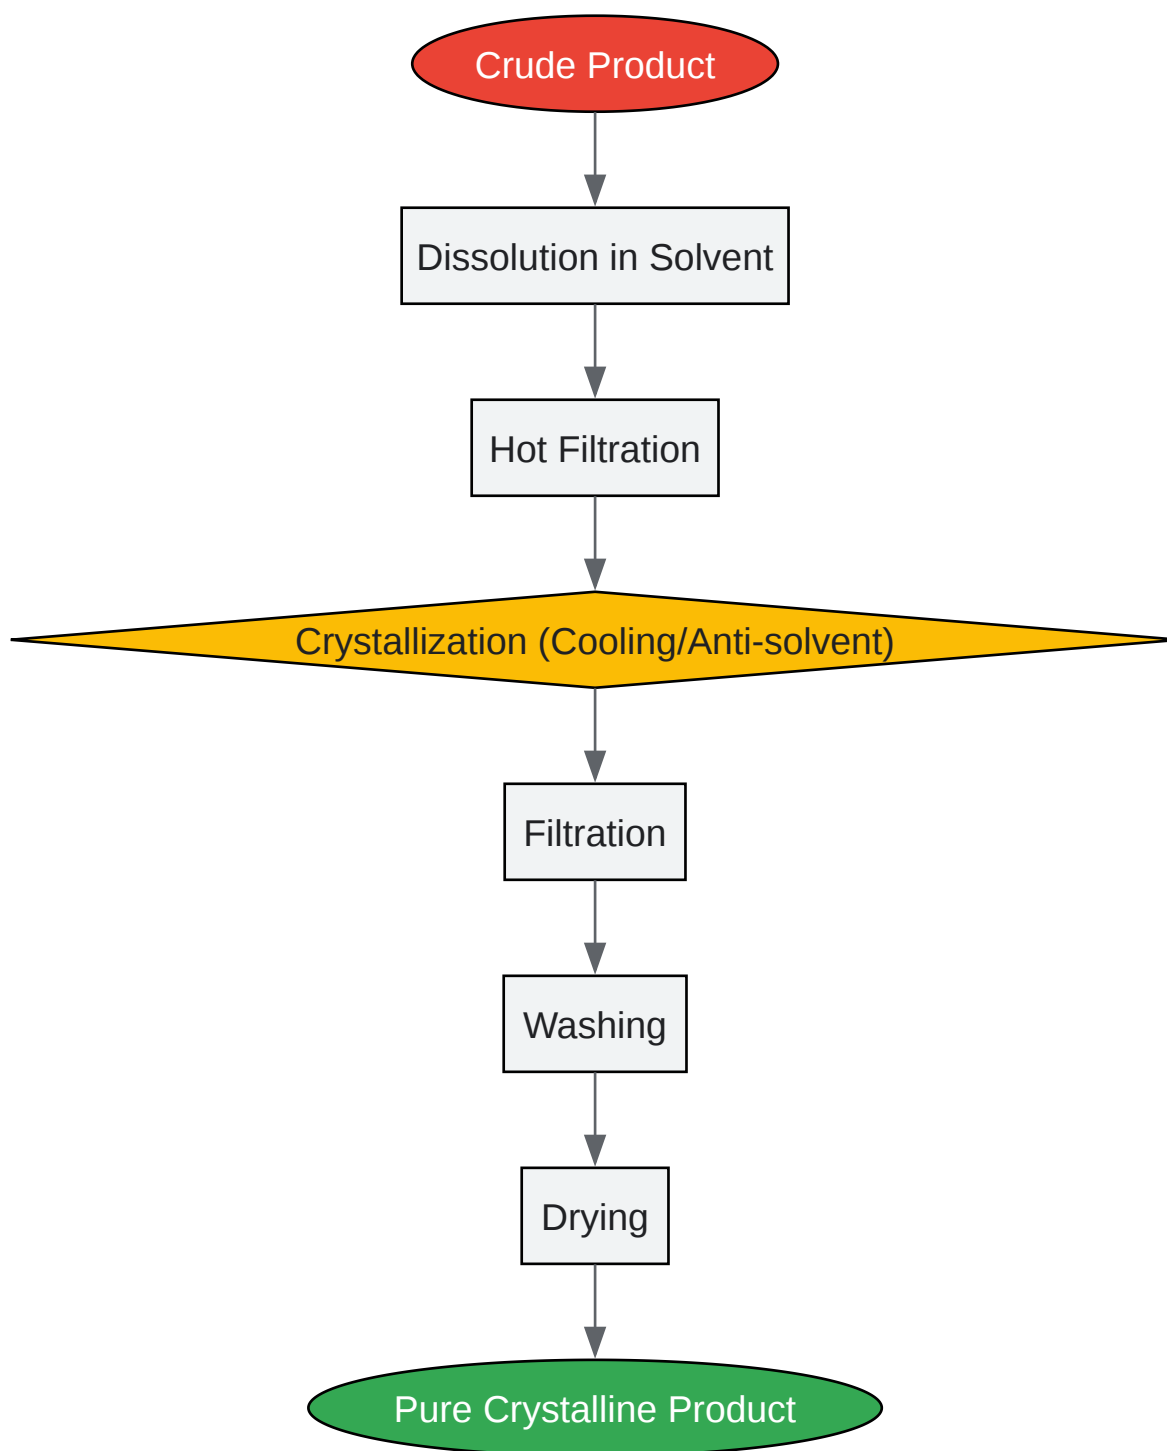 Crude Product
Dissolution in Solvent
Hot Filtration
Crystallization (Cooling/Anti-solvent)
Filtration
Washing
Drying
Pure Crystalline Product